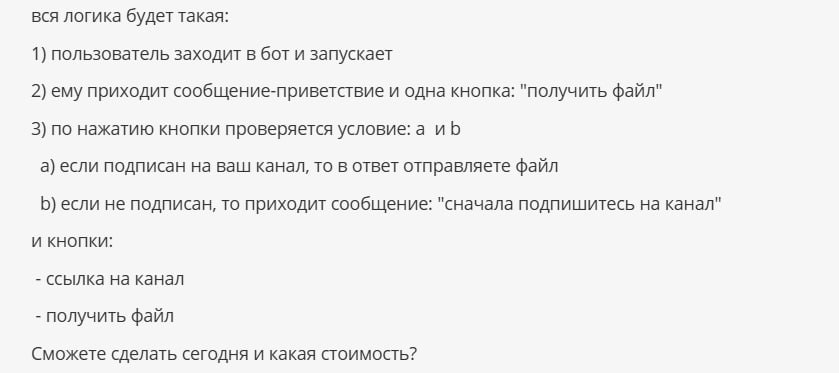 вся логика будет такая:
1) пользователь заходит в бот и запускает
2) ему приходит сообщение-приветствие и одна кнопка: "получить файл"
3) по нажатию кнопки проверяется условие: a  и b
a) если подписан на ваш канал, то в ответ отправляете файл
b) если не подписан, то приходит сообщение: "сначала подпишитесь на канал"
и кнопки:
- ссылка на канал
- получить файл
Сможете сделать сегодня и какая стоимость?